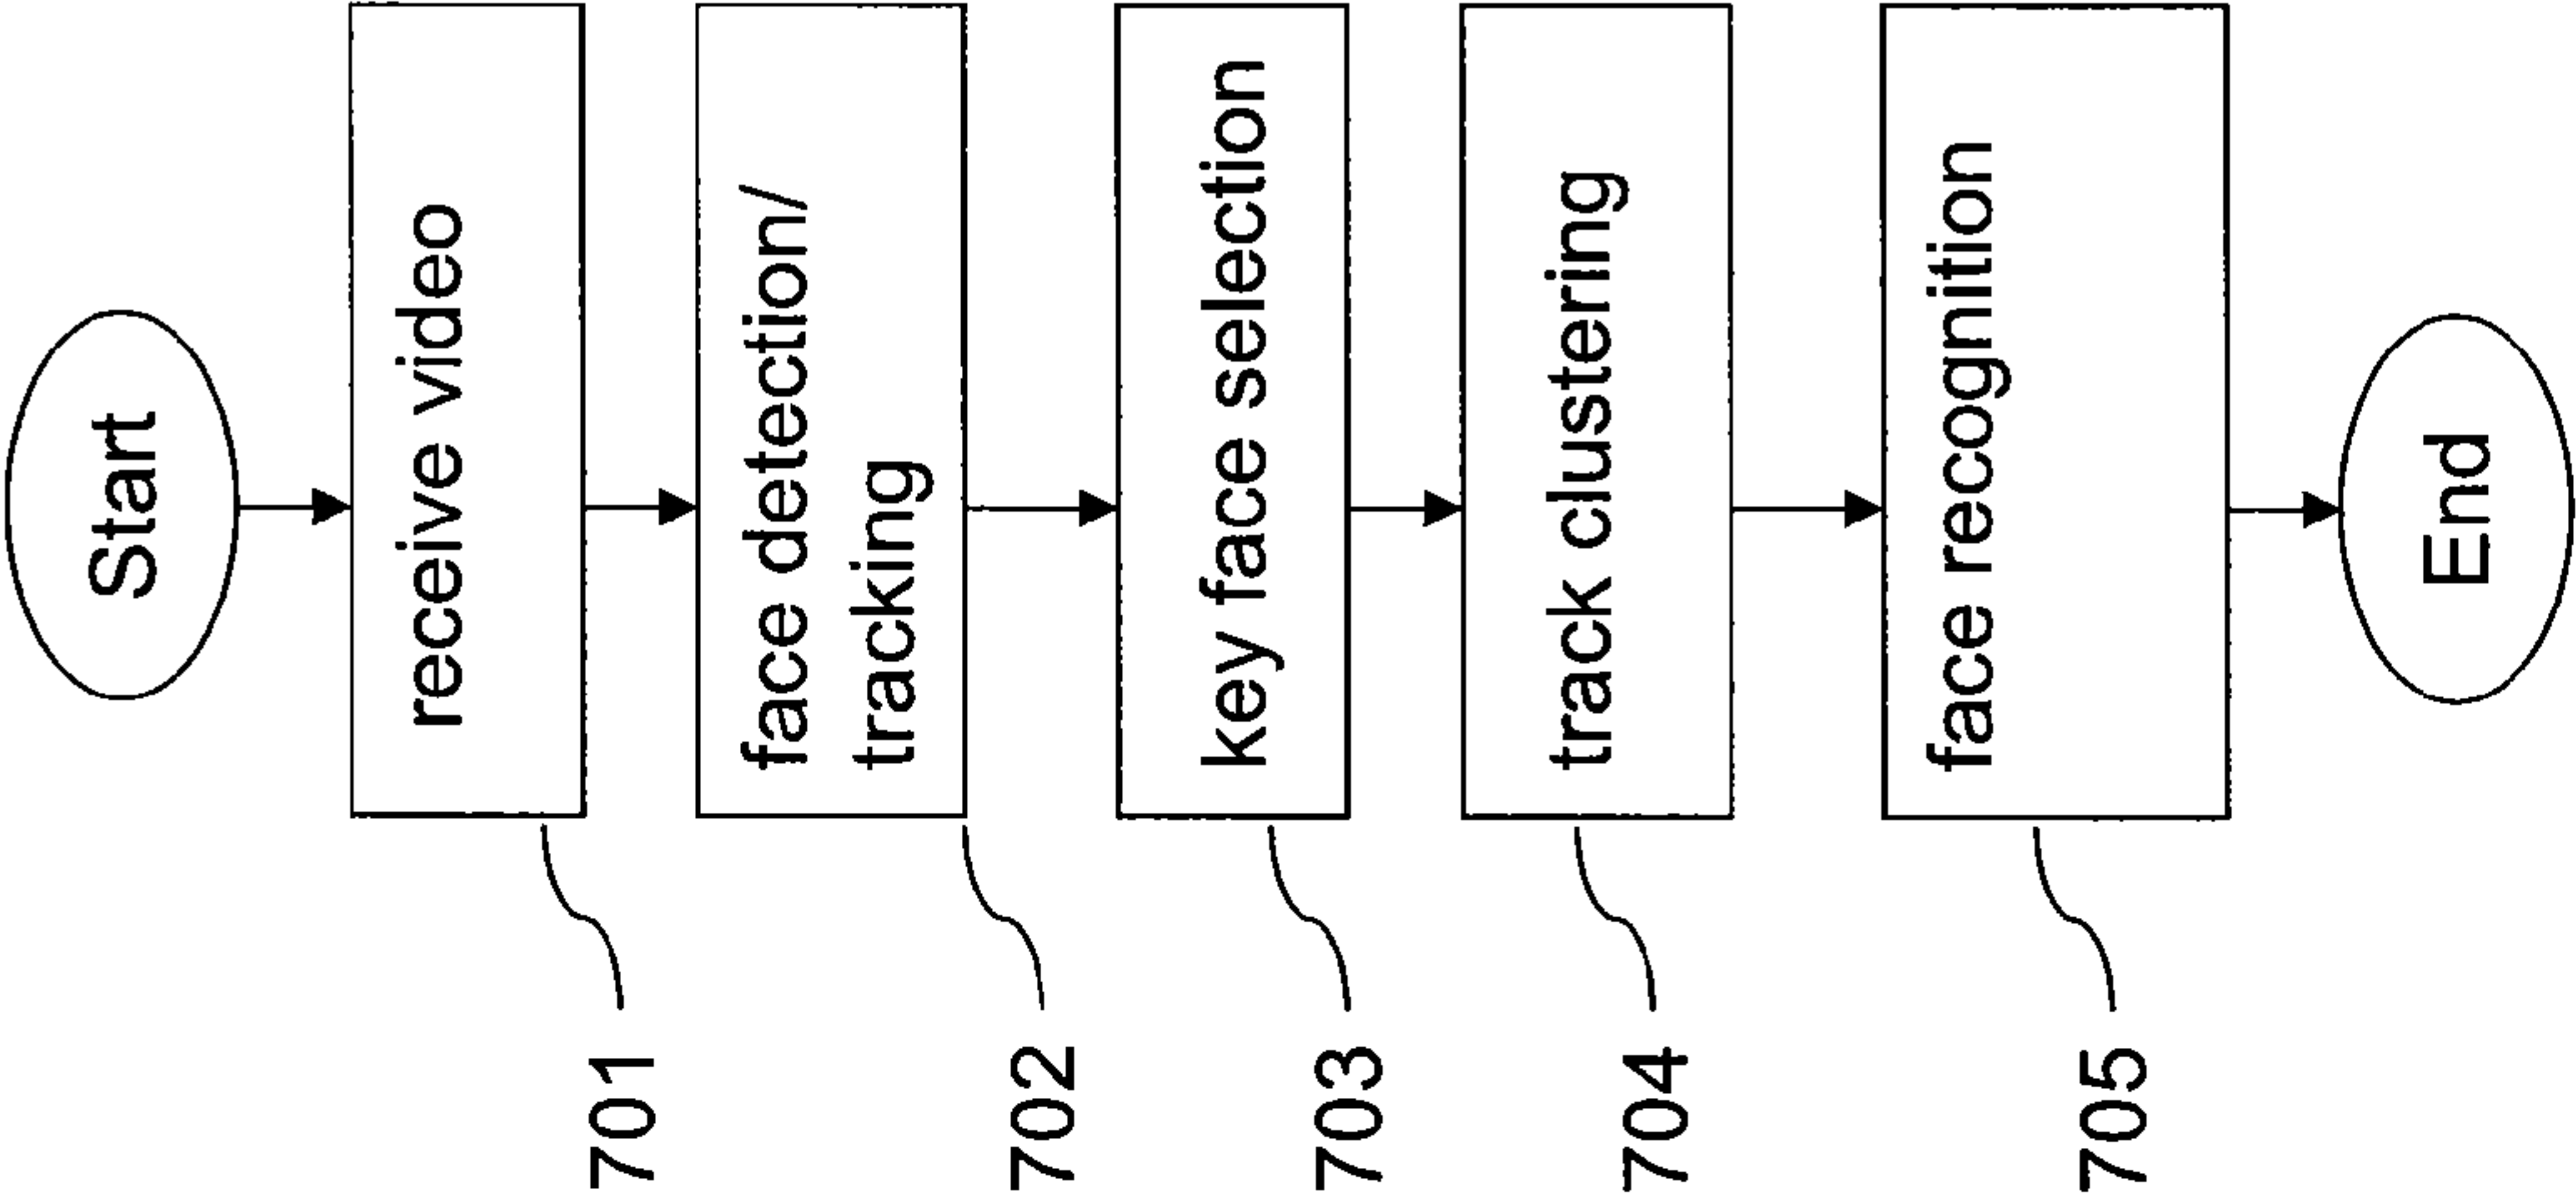 Start
receive video
701
face detection/
tracking
702
key face selection
703
track clustering
704
face recognition
705
End